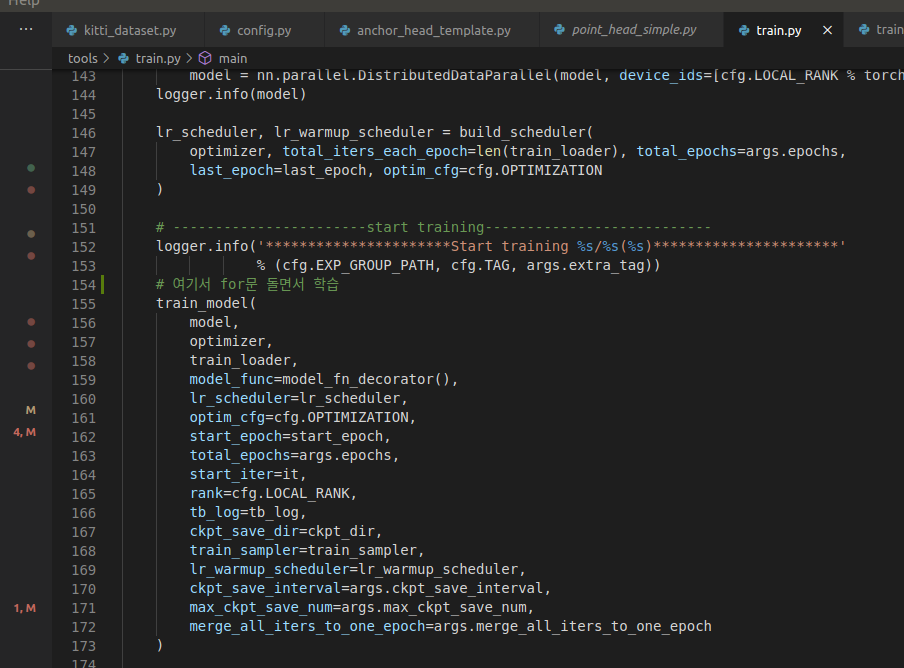 Help
··· kitti_dataset.py config.py anchor_head_template.py point_head_simple.py train.py × train
tools > train.py > main
143 model = nn.parallel.DistributedDataParallel(model, device_ids=[cfg.LOCAL_RANK % torch
144 logger.info(model)
145
146 lr_scheduler, lr_warmup_scheduler = build_scheduler(
147 optimizer, total_iters_each_epoch=len(train_loader), total_epochs=args.epochs,
148 last_epoch=last_epoch, optim_cfg=cfg.OPTIMIZATION
149 )
150
151 # -----------------------start training---------------------------
152 logger.info('**********************Start training %s/%s(%s)**********************'
153 % (cfg.EXP_GROUP_PATH, cfg.TAG, args.extra_tag))
154 # 여기서 for문 돌면서 학습
155 train_model(
156 model,
157 optimizer,
158 train_loader,
159 model_func=model_fn_decorator(),
M 160 lr_scheduler=lr_scheduler,
4, M 161 optim_cfg=cfg.OPTIMIZATION,
162 start_epoch=start_epoch,
163 total_epochs=args.epochs,
164 start_iter=it,
165 rank=cfg.LOCAL_RANK,
166 tb_log=tb_log,
167 ckpt_save_dir=ckpt_dir,
168 train_sampler=train_sampler,
169 lr_warmup_scheduler=lr_warmup_scheduler,
170 ckpt_save_interval=args.ckpt_save_interval,
1, M 171 max_ckpt_save_num=args.max_ckpt_save_num,
172 merge_all_iters_to_one_epoch=args.merge_all_iters_to_one_epoch
173 )
174